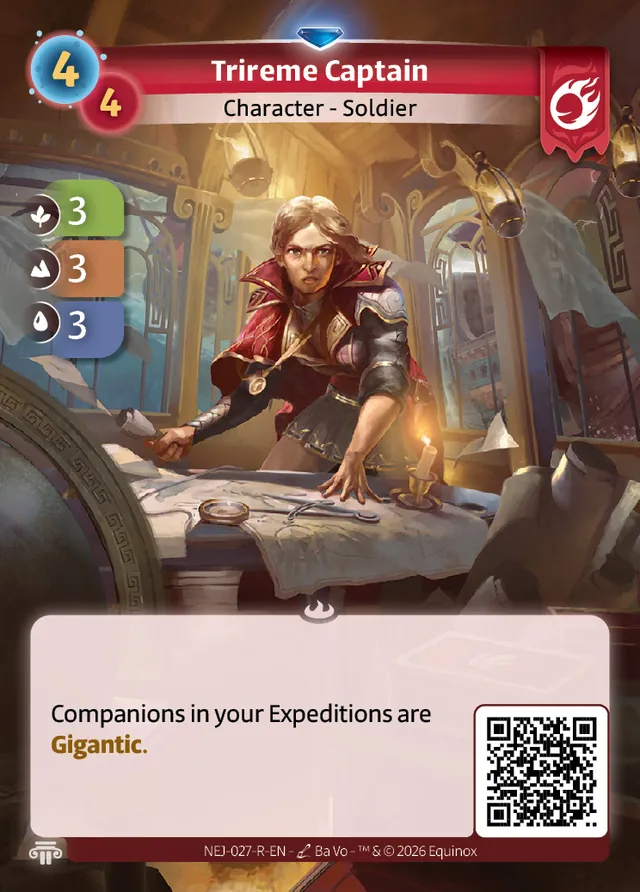 4
Trireme Captain
4
Character - Soldier
3
3
3
Companions in your Expeditions are
Gigantic.
NEJ-027-R-EN - Ba Vo - ™ & © 2026 Equinox